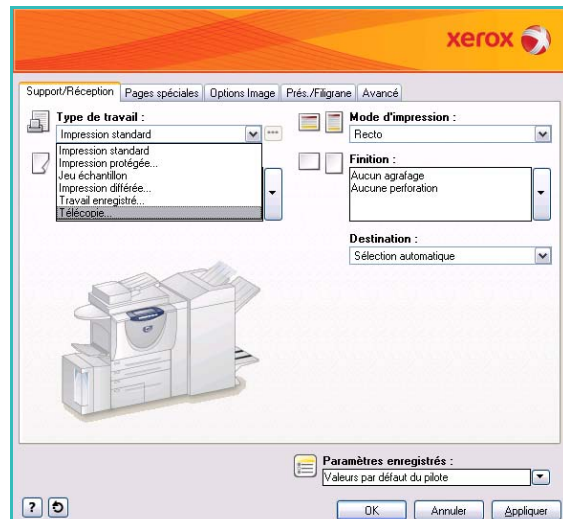 xerox
Support/Réception Pages spéciales Options Image Prés./Filigrane Avancé
Type de travail :
Impression standard
Impression standard
Impression protégée...
Jeu échantillon
Impression différée...
Travail enregistré...
Télécopie...
Mode d'impression :
Recto
Finition :
Aucun agrafage
Aucune perforation
Destination :
Sélection automatique
Paramètres enregistrés :
Valeurs par défaut du pilote
?
OK Annuler Appliquer